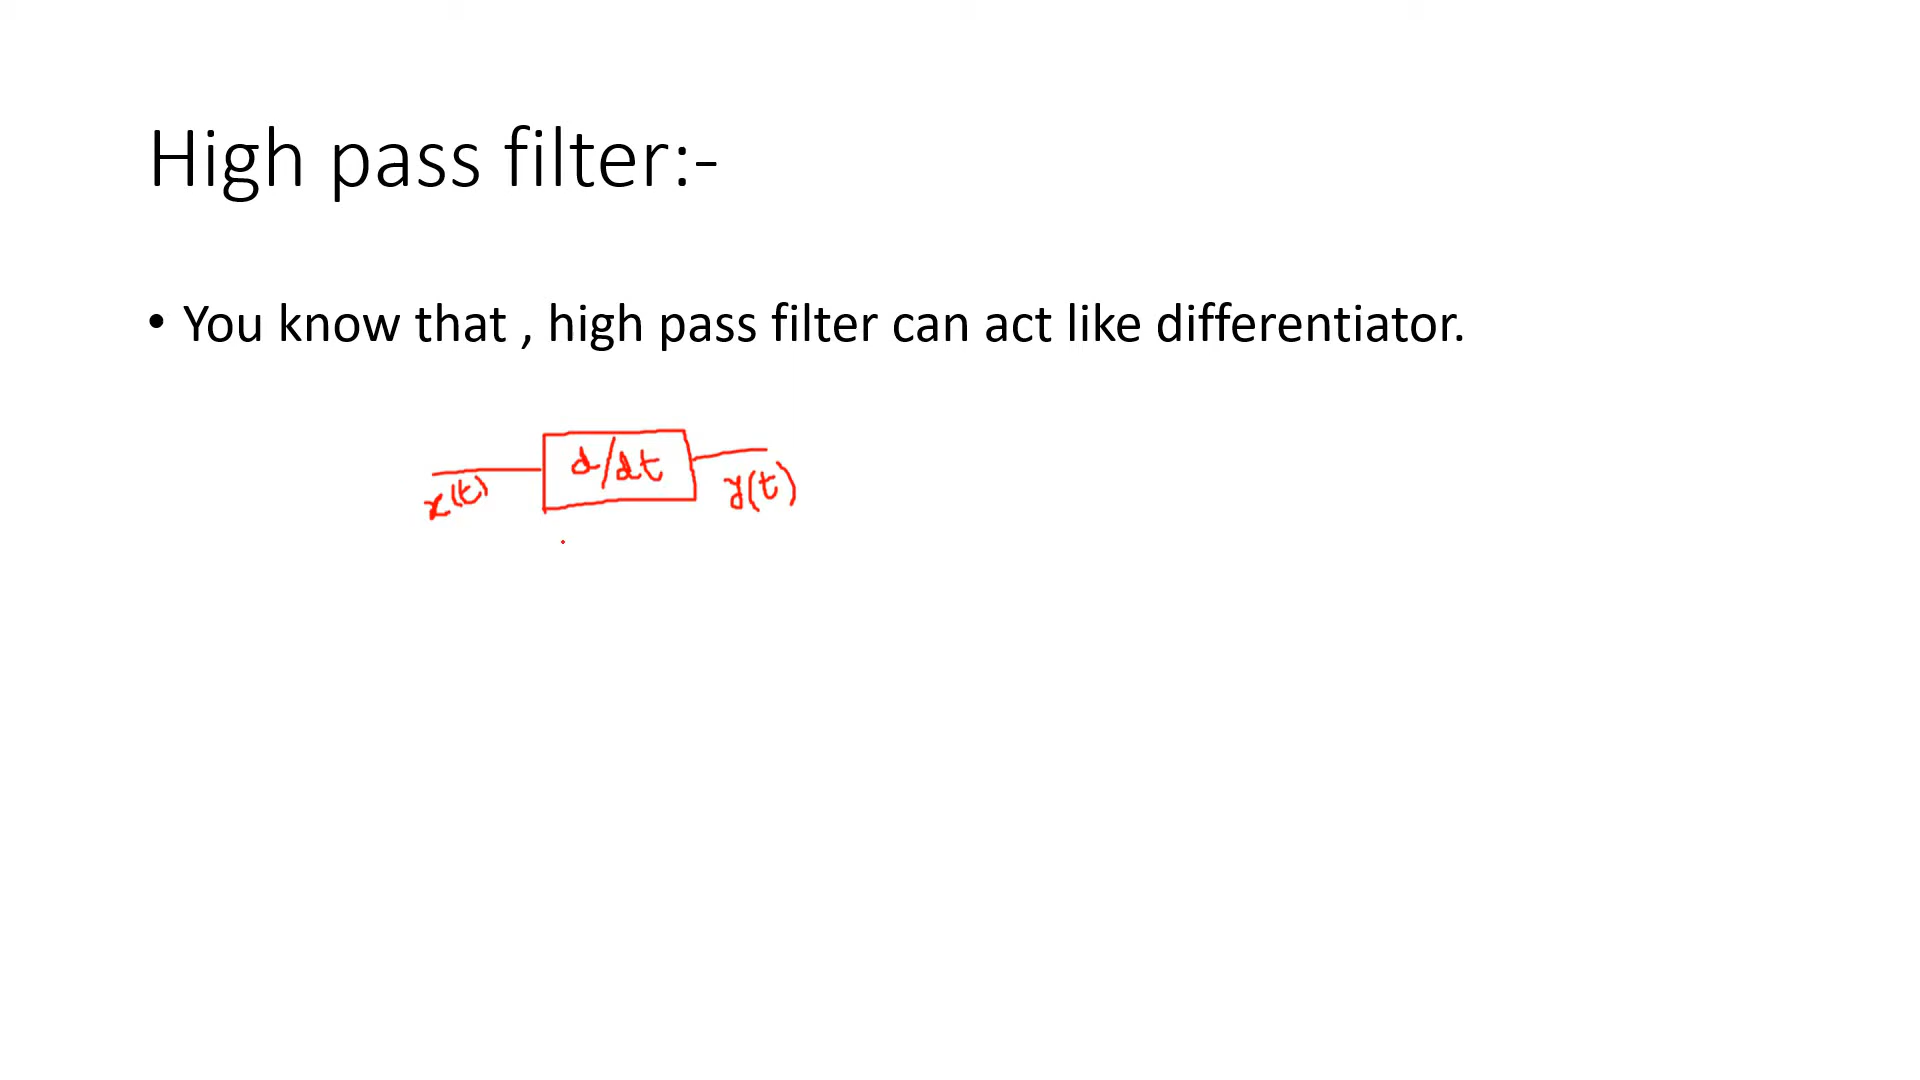 High pass filter:-
• You know that , high pass filter can act like differentiator.
x(t) d/dt y(t)